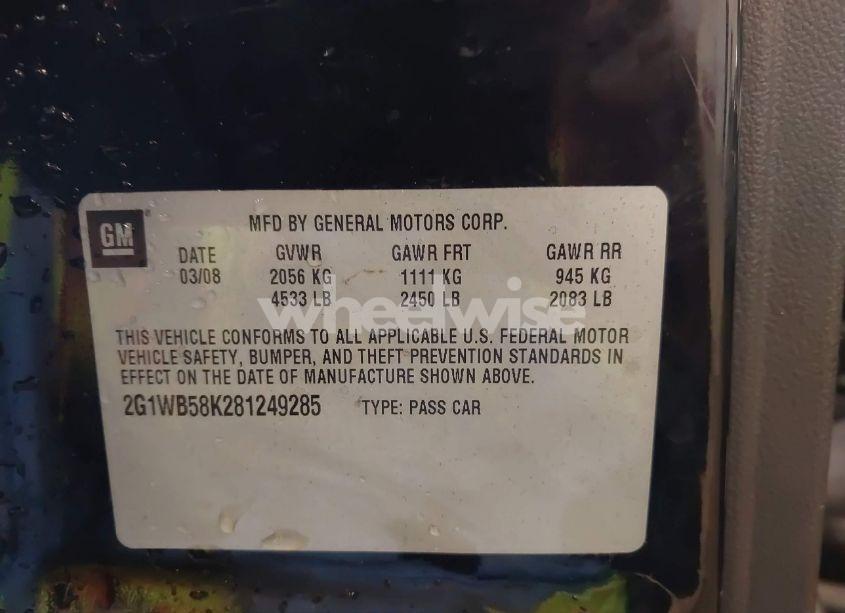 GM
MFD BY GENERAL MOTORS CORP.
DATE GVWR GAWR FRT GAWR RR
03/08 2056 KG 1111 KG 945 KG
4533 LB 2450 LB 2083 LB
wheelwise
THIS VEHICLE CONFORMS TO ALL APPLICABLE U.S. FEDERAL MOTOR
VEHICLE SAFETY, BUMPER, AND THEFT PREVENTION STANDARDS IN
EFFECT ON THE DATE OF MANUFACTURE SHOWN ABOVE.
2G1WB58K281249285 TYPE: PASS CAR